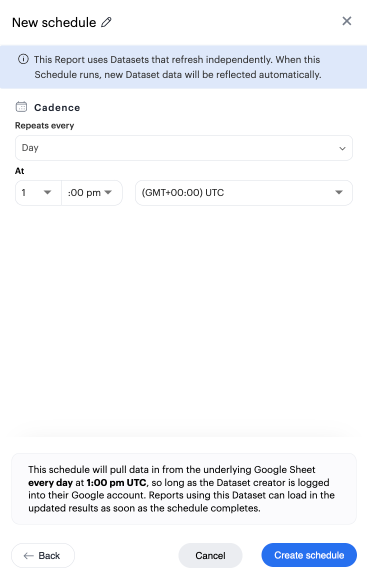 New schedule
This Report uses Datasets that refresh independently. When this
Schedule runs, new Dataset data will be reflected automatically.
Cadence
Repeats every
Day
At
1 :00 pm (GMT+00:00) UTC
This schedule will pull data in from the underlying Google Sheet
every day at 1:00 pm UTC, so long as the Dataset creator is logged
into their Google account. Reports using this Dataset can load in the
updated results as soon as the schedule completes.
Back Cancel Create schedule